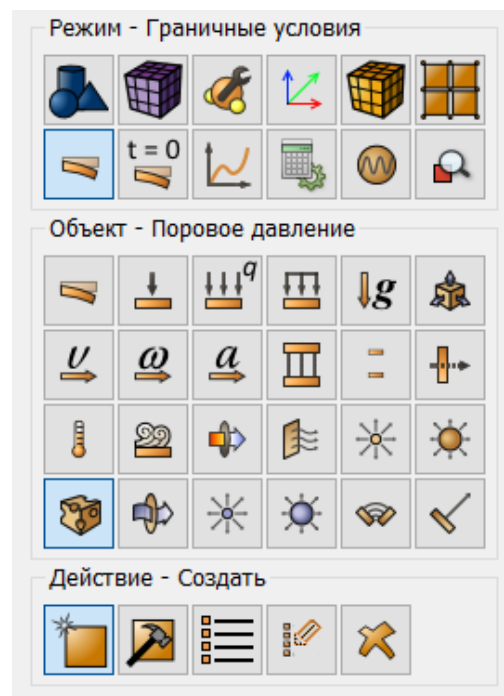 Режим - Граничные условия
t = 0
Объект - Поровое давление
q
g
υ ω a
Действие - Создать